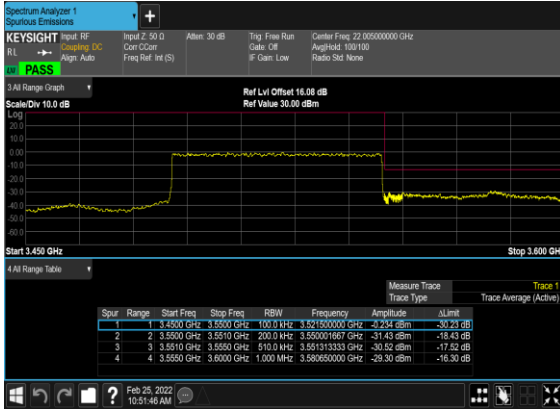 Spectrum Analyzer 1
Spurious Emissions
KEYSIGHT Input: RF Input Z: 50 Ω Atten: 30 dB Trig: Free Run Center Freq: 22.005000000 GHz
RL Coupling: DC Corr CCorr Gate: Off Avg|Hold: 100/100
Align: Auto Freq Ref: Int (S) IF Gain: Low Radio Std: None
PASS
3 All Range Graph
Ref Lvl Offset 16.08 dB
Scale/Div 10.0 dB Ref Value 30.00 dBm
Log
20.0
10.0
0.00
-10.0
-20.0
-30.0
-40.0
-50.0
-60.0
Start 3.450 GHz Stop 3.600 GH
4 All Range Table
Measure Trace Trace 1
Trace Type Trace Average (Active)
Spur Range Start Freq Stop Freq RBW Frequency Amplitude ΔLimit
1 1 3.4500 GHz 3.5500 GHz 100.0 kHz 3.521500000 GHz -0.234 dBm -30.23 dB
2 2 3.5500 GHz 3.5510 GHz 200.0 kHz 3.550001667 GHz -31.43 dBm -18.43 dB
3 3 3.5510 GHz 3.5550 GHz 510.0 kHz 3.551313333 GHz -30.52 dBm -17.52 dB
4 4 3.5550 GHz 3.6000 GHz 1.000 MHz 3.580650000 GHz -29.30 dBm -16.30 dB
Feb 25, 2022
10:51:46 AM